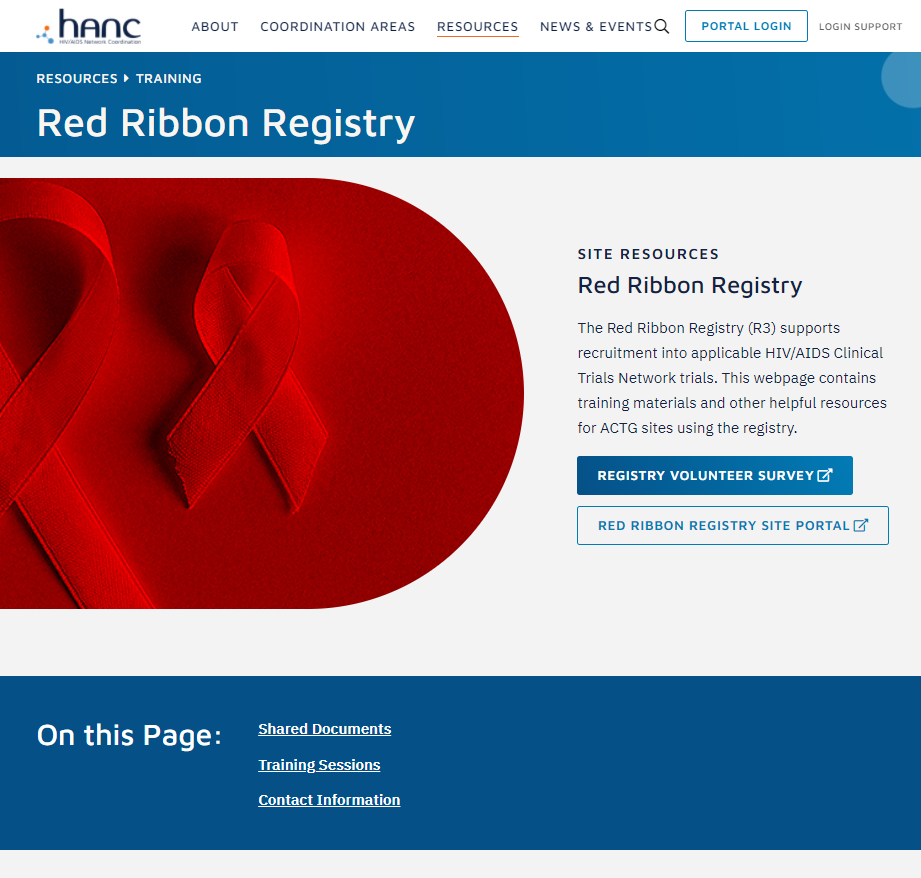 hanc
HIV/AIDS Network Coordination
ABOUT COORDINATION AREAS RESOURCES NEWS & EVENTS PORTAL LOGIN LOGIN SUPPORT
RESOURCES TRAINING
Red Ribbon Registry
SITE RESOURCES
Red Ribbon Registry
The Red Ribbon Registry (R3) supports
recruitment into applicable HIV/AIDS Clinical
Trials Network trials. This webpage contains
training materials and other helpful resources
for ACTG sites using the registry.
REGISTRY VOLUNTEER SURVEY
RED RIBBON REGISTRY SITE PORTAL
On this Page:
Shared Documents
Training Sessions
Contact Information